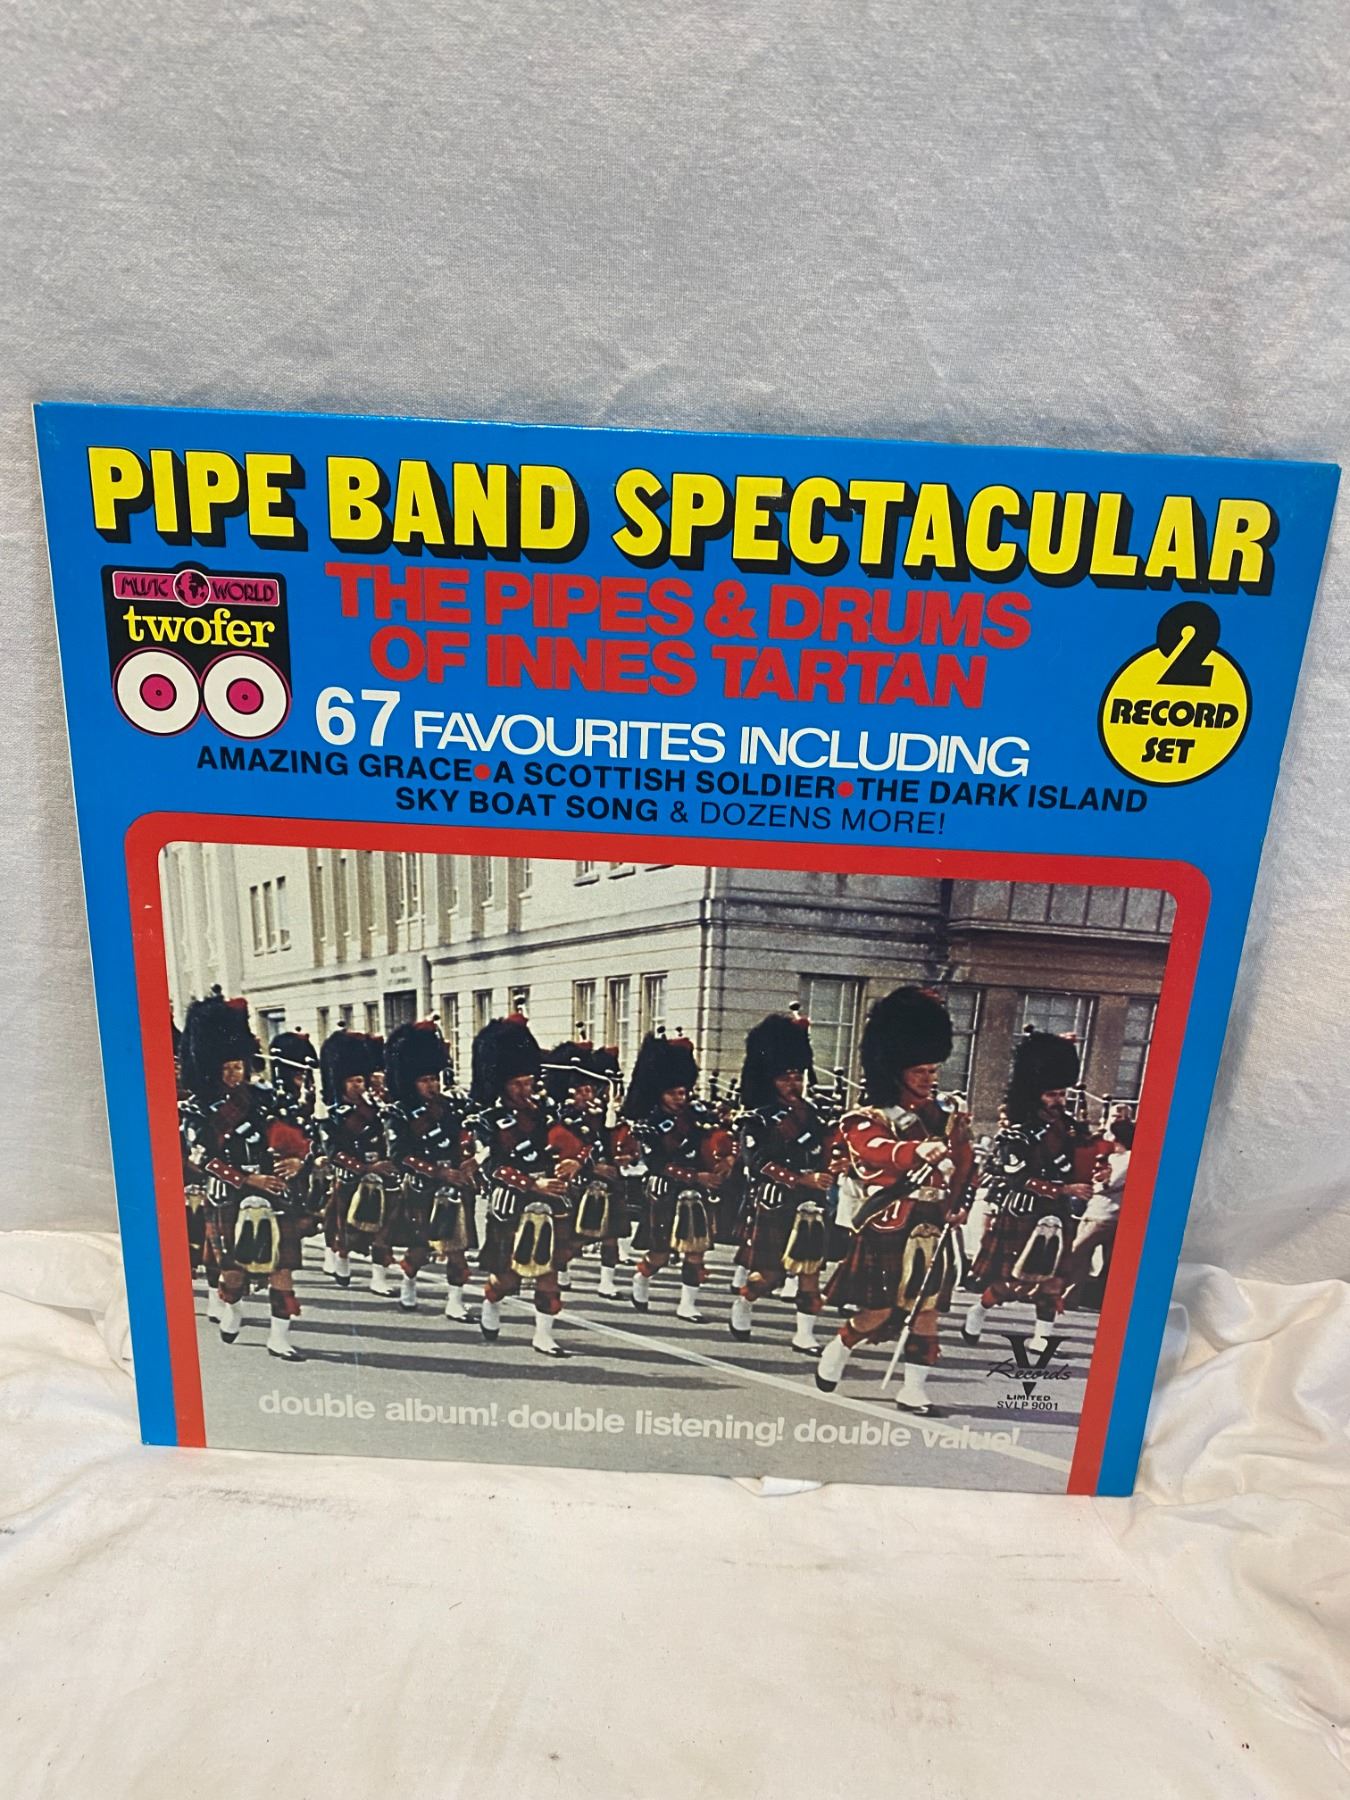 PIPE BAND SPECTACULAR
MUSIC WORLD
twofer
THE PIPES & DRUMS
OF INNES TARTAN
2
RECORD
SET
67 FAVOURITES INCLUDING
AMAZING GRACE•A SCOTTISH SOLDIER•THE DARK ISLAND
SKY BOAT SONG & DOZENS MORE!
V
Records
LIMITED
SVLP 9001
double album! double listening! double value!